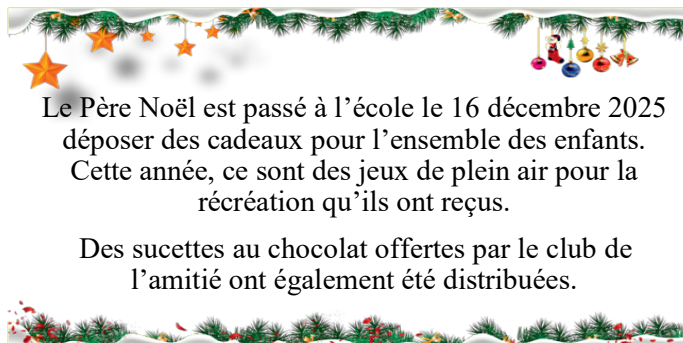 Le Père Noël est passé à l’école le 16 décembre 2025
déposer des cadeaux pour l’ensemble des enfants.
Cette année, ce sont des jeux de plein air pour la
récréation qu’ils ont reçus.
Des sucettes au chocolat offertes par le club de
l’amitié ont également été distribuées.